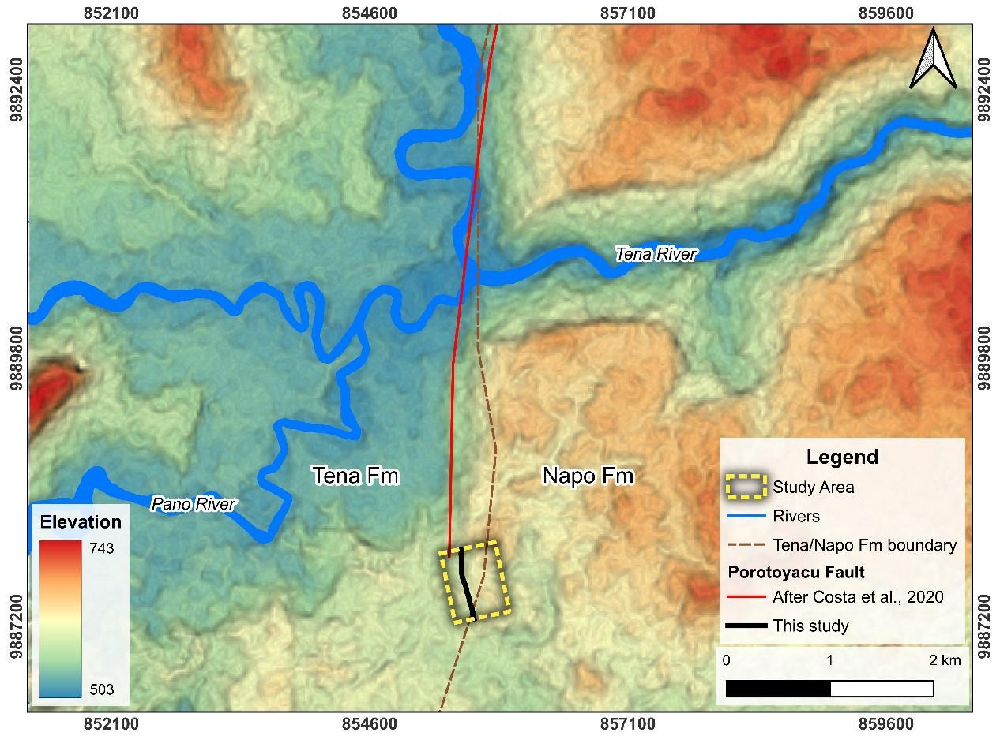 852100 854600 857100 859600
9892400 9892400
Tena River
9889800 9889800
Tena Fm Napo Fm
Pano River
Elevation
743
503
Legend
Study Area
Rivers
Tena/Napo Fm boundary
Porotoyacu Fault
After Costa et al., 2020
This study
9887200 9887200
0 1 2 km
852100 854600 857100 859600